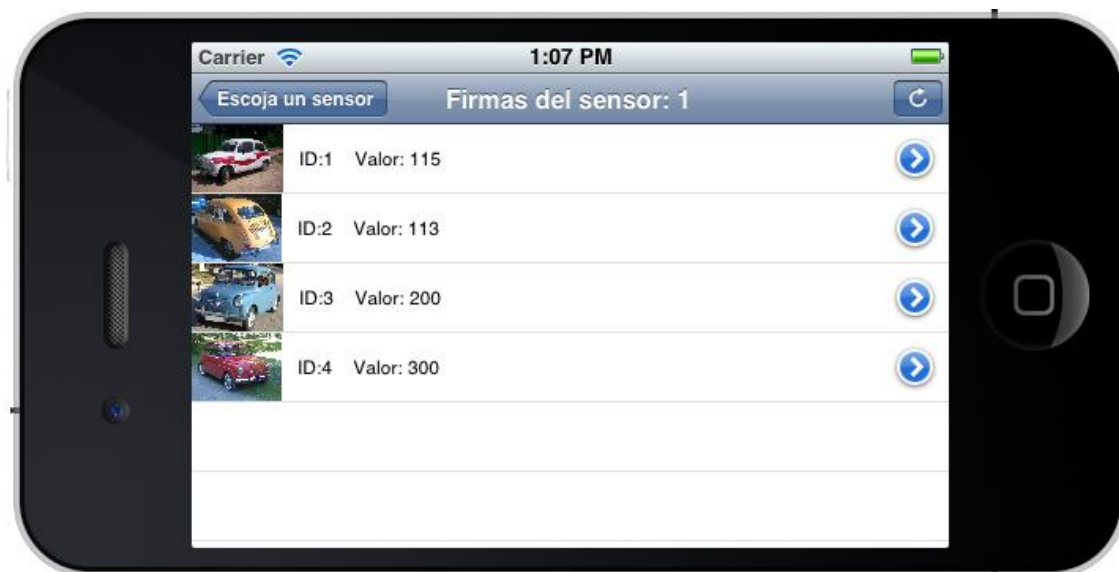 Carrier 1:07 PM
Escoja un sensor Firmas del sensor: 1
ID:1 Valor: 115
ID:2 Valor: 113
ID:3 Valor: 200
ID:4 Valor: 300